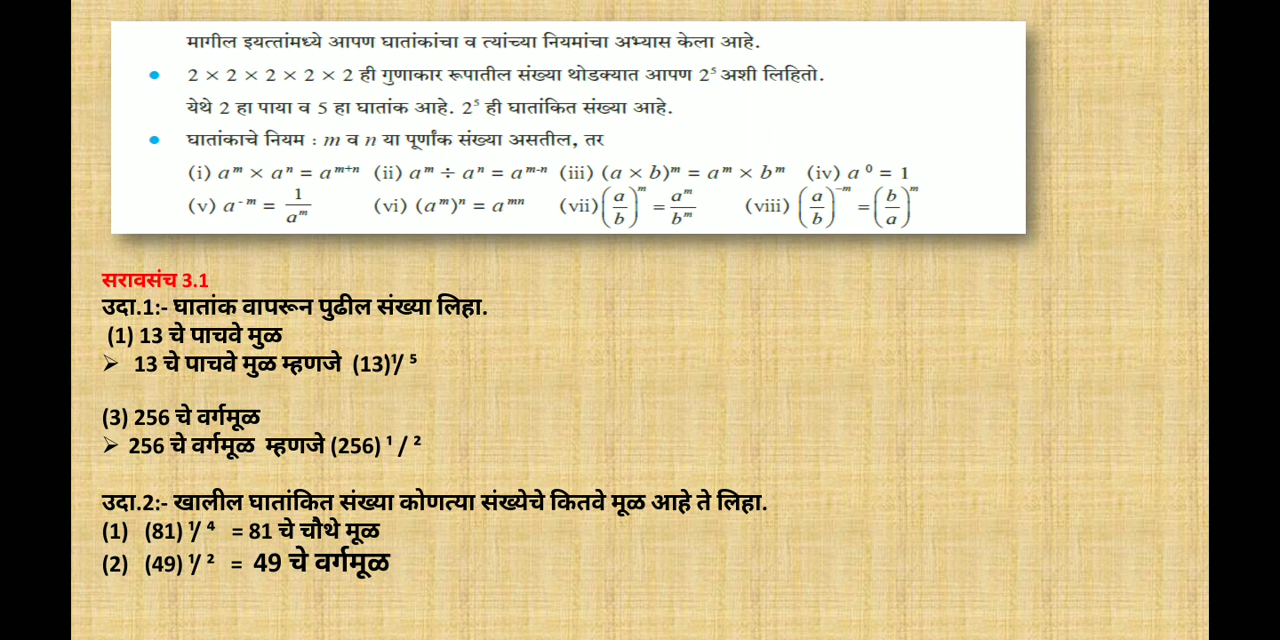 मागील इयत्तांमध्ये आपण घातांकांचा व त्यांच्या नियमांचा अभ्यास केला आहे.
• 2 × 2 × 2 × 2 × 2 ही गुणाकार रूपातील संख्या थोडक्यात आपण 2⁵ अशी लिहितो.
येथे 2 हा पाया व 5 हा घातांक आहे. 2⁵ ही घातांकित संख्या आहे.
• घातांकाचे नियम : m व n या पूर्णांक संख्या असतील, तर
(i) aᵐ × aⁿ = aᵐ⁺ⁿ (ii) aᵐ ÷ aⁿ = aᵐ⁻ⁿ (iii) (a × b)ᵐ = aᵐ × bᵐ (iv) a⁰ = 1
(v) a⁻ᵐ = 1/aᵐ (vi) (aᵐ)ⁿ = aᵐⁿ (vii) (a/b)ᵐ = aᵐ/bᵐ (viii) (a/b)⁻ᵐ = (b/a)ᵐ
सरावसंच 3.1
उदा.1:- घातांक वापरून पुढील संख्या लिहा.
(1) 13 चे पाचवे मुळ
➢ 13 चे पाचवे मुळ म्हणजे (13)¹/ ⁵
(3) 256 चे वर्गमूळ
➢ 256 चे वर्गमूळ म्हणजे (256) ¹ / ²
उदा.2:- खालील घातांकित संख्या कोणत्या संख्येचे कितवे मूळ आहे ते लिहा.
(1) (81) ¹/ ⁴ = 81 चे चौथे मूळ
(2) (49) ¹/ ² = 49 चे वर्गमूळ